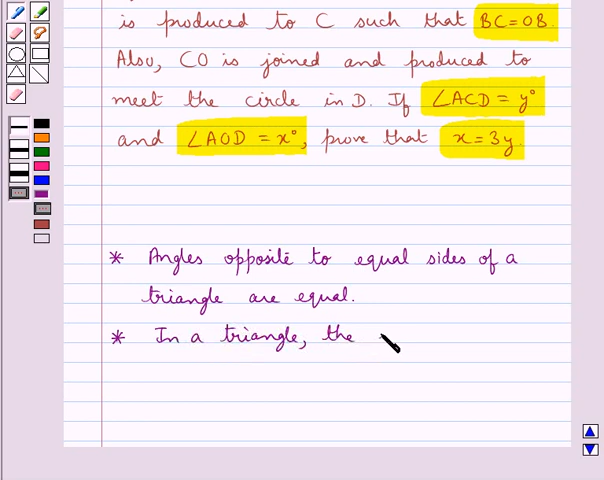 is produced to C such that BC=OB.
Also, CO is joined and produced to
meet the circle in D. If ∠ACD = y°
and ∠AOD = x°, prove that x = 3y.
* Angles opposite to equal sides of a
triangle are equal.
* In a triangle, the